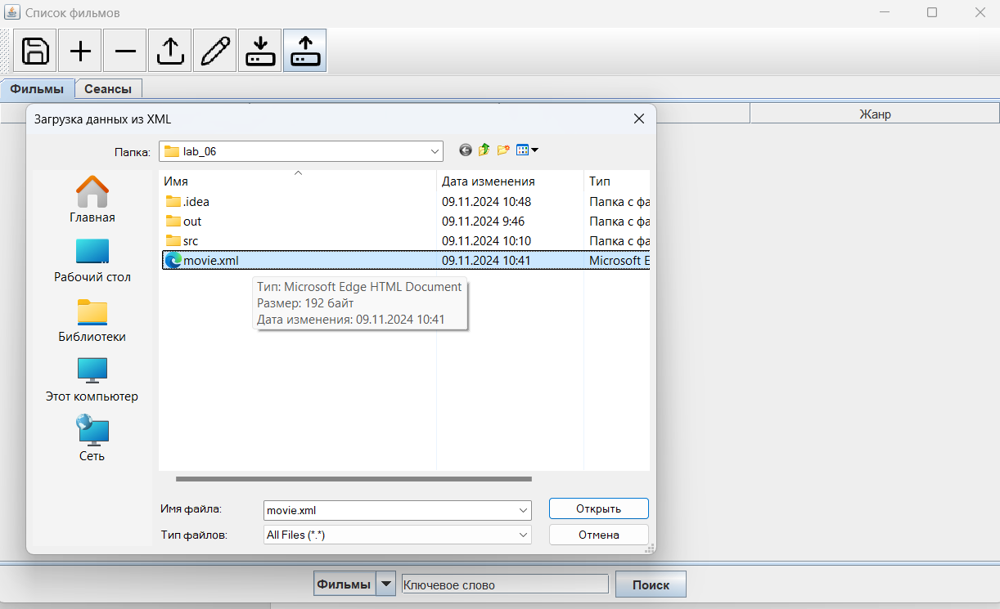 Список фильмов
Фильмы Сеансы
Жанр
Загрузка данных из XML
Папка: lab_06
Имя Дата изменения Тип
.idea 09.11.2024 10:48 Папка с фа
out 09.11.2024 9:46 Папка с фа
src 09.11.2024 10:10 Папка с фа
movie.xml 09.11.2024 10:41 Microsoft E
Тип: Microsoft Edge HTML Document
Размер: 192 байт
Дата изменения: 09.11.2024 10:41
Главная
Рабочий стол
Библиотеки
Этот компьютер
Сеть
Имя файла: movie.xml Открыть
Тип файлов: All Files (*.*) Отмена
Фильмы Ключевое слово Поиск